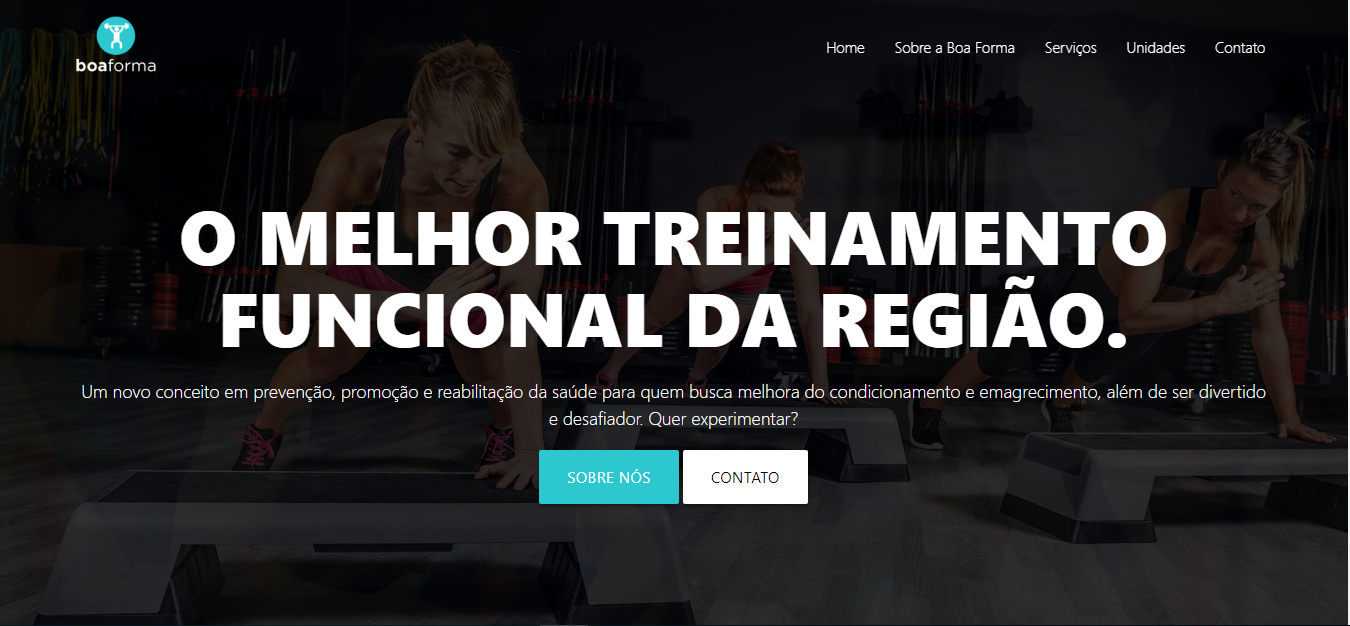 boaforma
Home
Sobre a Boa Forma
Serviços
Unidades
Contato
O MELHOR TREINAMENTO
FUNCIONAL DA REGIÃO.
Um novo conceito em prevenção, promoção e reabilitação da saúde para quem busca melhora do condicionamento e emagrecimento, além de ser divertido
e desafiador. Quer experimentar?
SOBRE NÓS
CONTATO